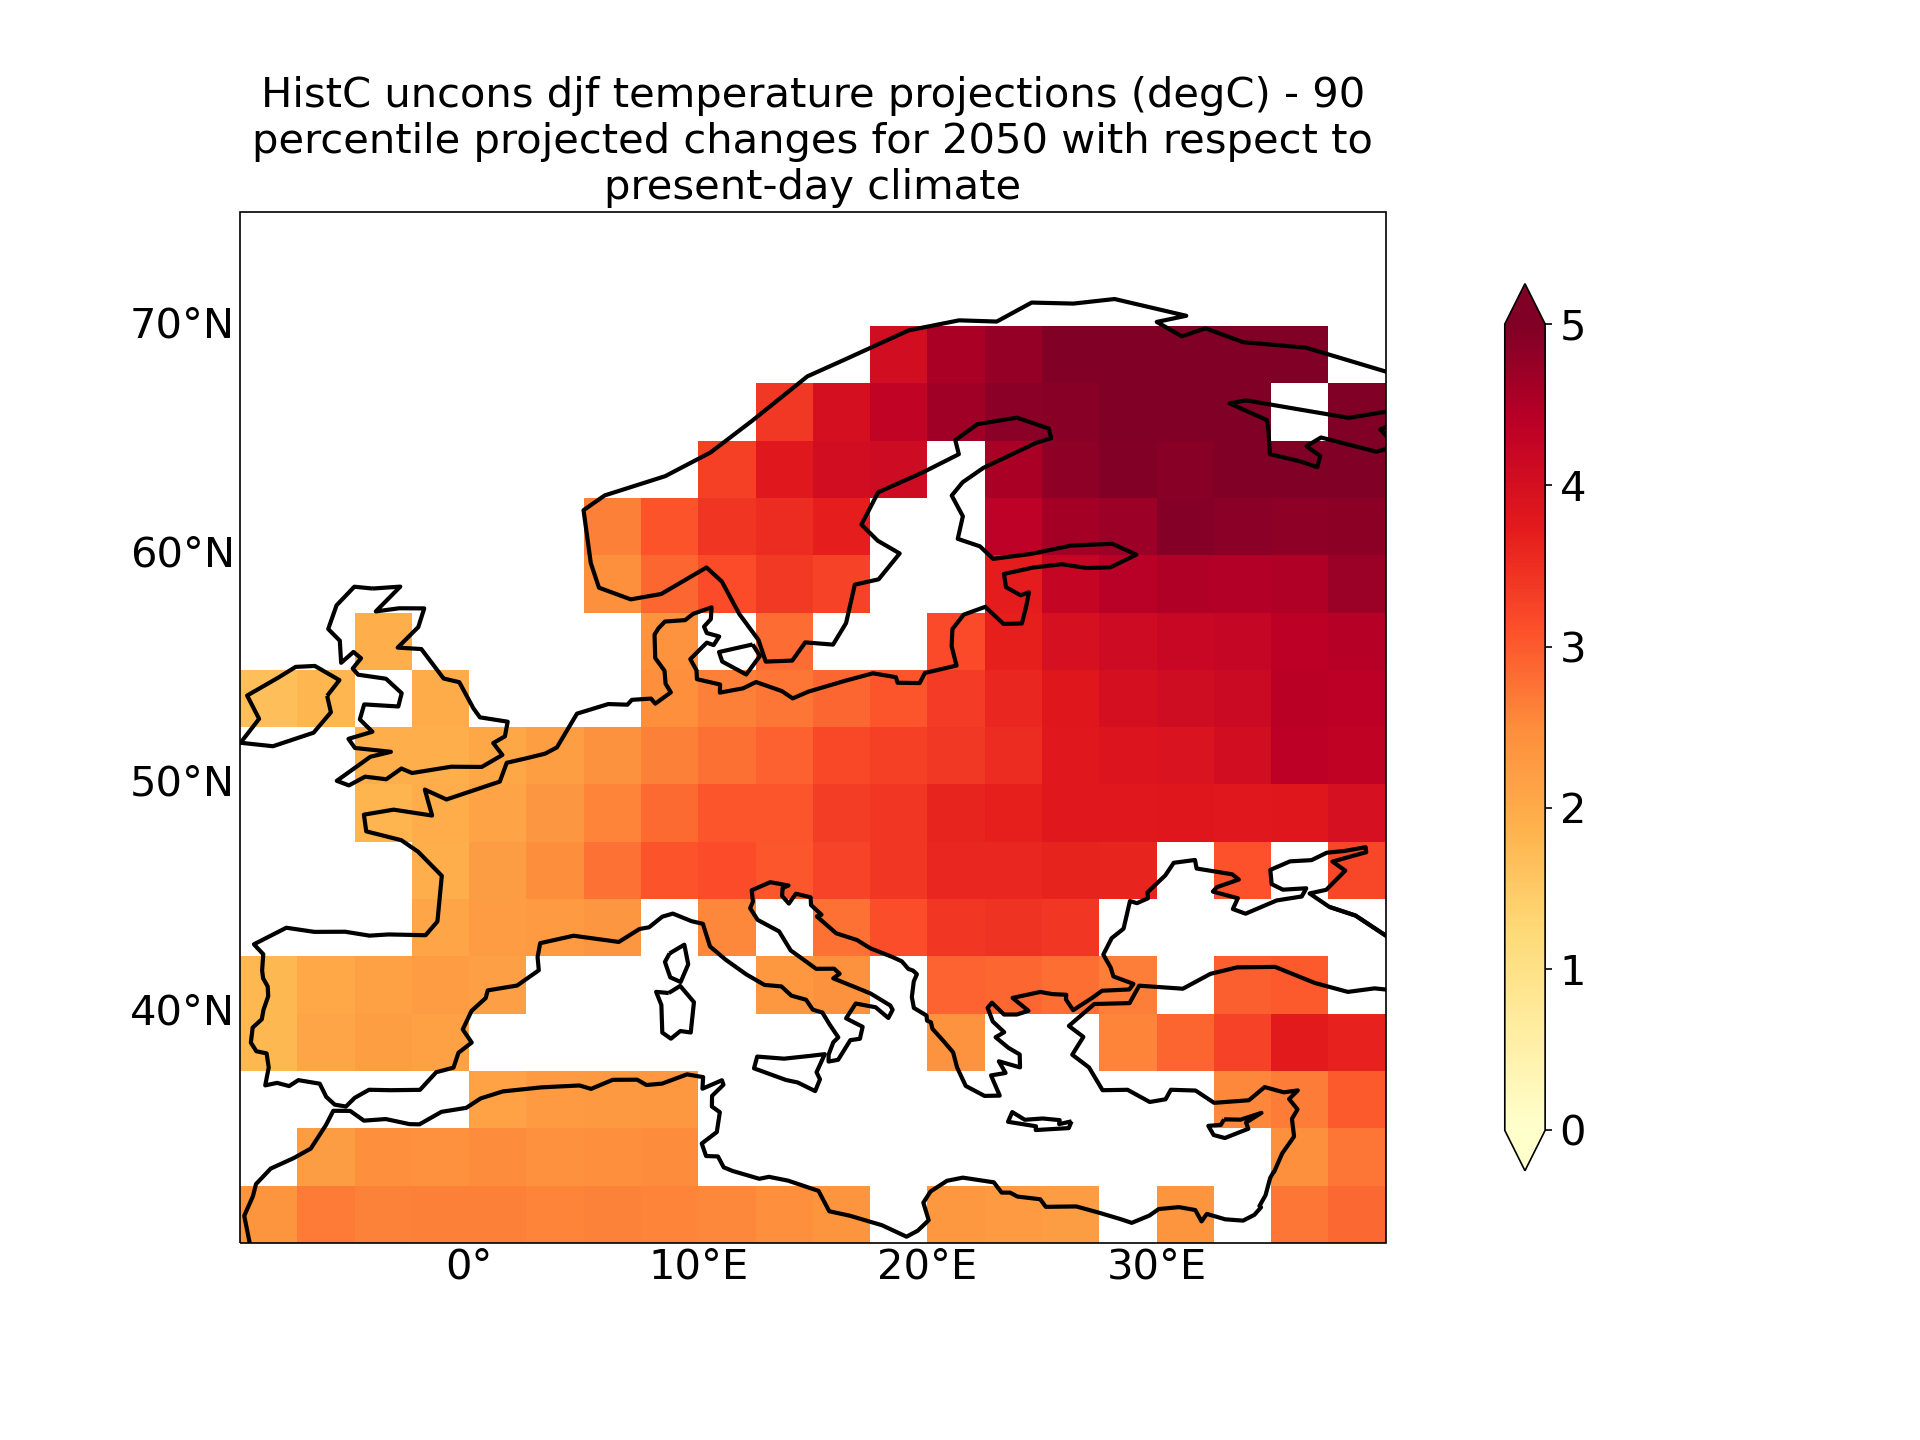 HistC uncons djf temperature projections (degC) - 90
percentile projected changes for 2050 with respect to
present-day climate
70°N
60°N
50°N
40°N
0°
10°E
20°E
30°E
5
4
3
2
1
0